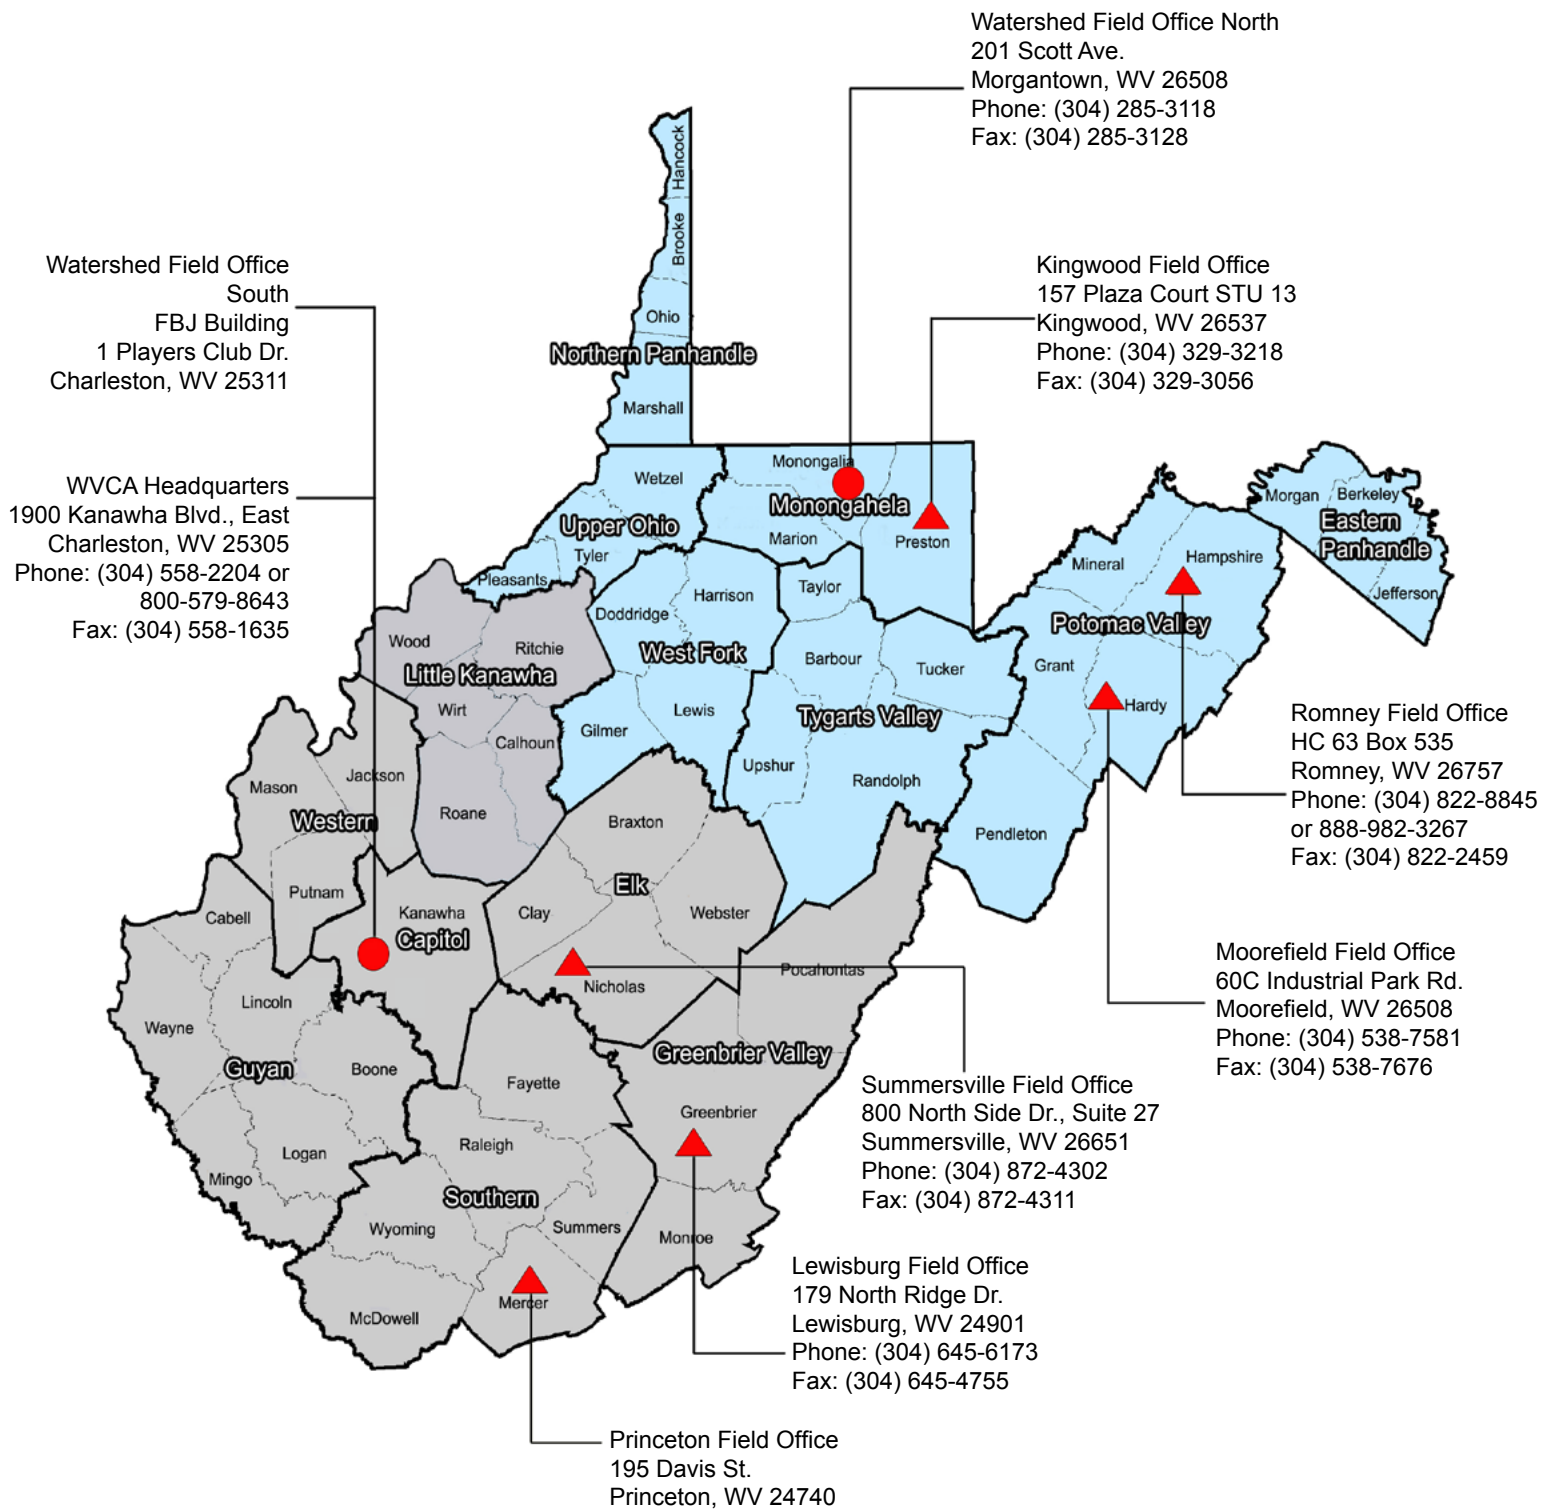 Watershed Field Office North
201 Scott Ave.
Morgantown, WV 26508
Phone: (304) 285-3118
Fax: (304) 285-3128
Watershed Field Office
South
FBJ Building
1 Players Club Dr.
Charleston, WV 25311
Kingwood Field Office
157 Plaza Court STU 13
Kingwood, WV 26537
Phone: (304) 329-3218
Fax: (304) 329-3056
WVCA Headquarters
1900 Kanawha Blvd., East
Charleston, WV 25305
Phone: (304) 558-2204 or
800-579-8643
Fax: (304) 558-1635
Hancock
Brooke
Ohio
Northern Panhandle
Marshall
Wetzel
Upper Ohio
Tyler
Pleasants
Monongalia
Monongahela
Marion
Preston
Morgan
Berkeley
Eastern
Panhandle
Jefferson
Mineral
Hampshire
Potomac Valley
Grant
Hardy
Pendleton
Doddridge
Harrison
West Fork
Gilmer
Lewis
Taylor
Barbour
Tucker
Tygarts Valley
Upshur
Randolph
Wood
Ritchie
Little Kanawha
Wirt
Calhoun
Roane
Mason
Jackson
Western
Putnam
Braxton
Elk
Clay
Webster
Nicholas
Kanawha
Capitol
Cabell
Lincoln
Wayne
Guyan
Boone
Logan
Mingo
Pocahontas
Greenbrier Valley
Greenbrier
Monroe
Fayette
Raleigh
Southern
Wyoming
Summers
Mercer
McDowell
Romney Field Office
HC 63 Box 535
Romney, WV 26757
Phone: (304) 822-8845
or 888-982-3267
Fax: (304) 822-2459
Moorefield Field Office
60C Industrial Park Rd.
Moorefield, WV 26508
Phone: (304) 538-7581
Fax: (304) 538-7676
Summersville Field Office
800 North Side Dr., Suite 27
Summersville, WV 26651
Phone: (304) 872-4302
Fax: (304) 872-4311
Lewisburg Field Office
179 North Ridge Dr.
Lewisburg, WV 24901
Phone: (304) 645-6173
Fax: (304) 645-4755
Princeton Field Office
195 Davis St.
Princeton, WV 24740